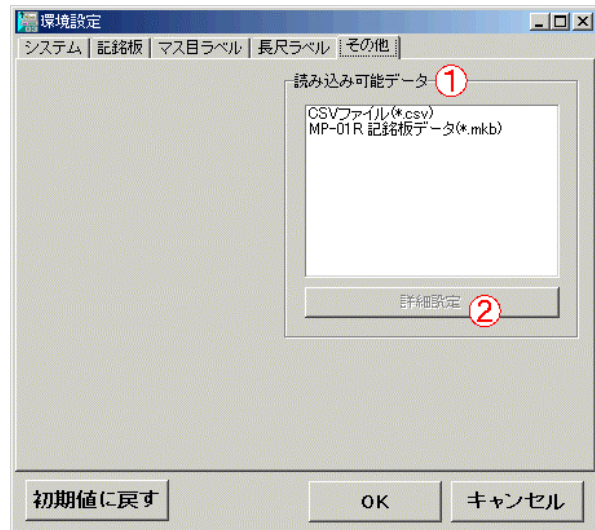 環境設定
システム 記銘板 マス目ラベル 長尺ラベル その他
読み込み可能データ ①
CSVファイル(*.csv)
MP-01R 記銘板データ(*.mkb)
詳細設定 ②
初期値に戻す OK キャンセル